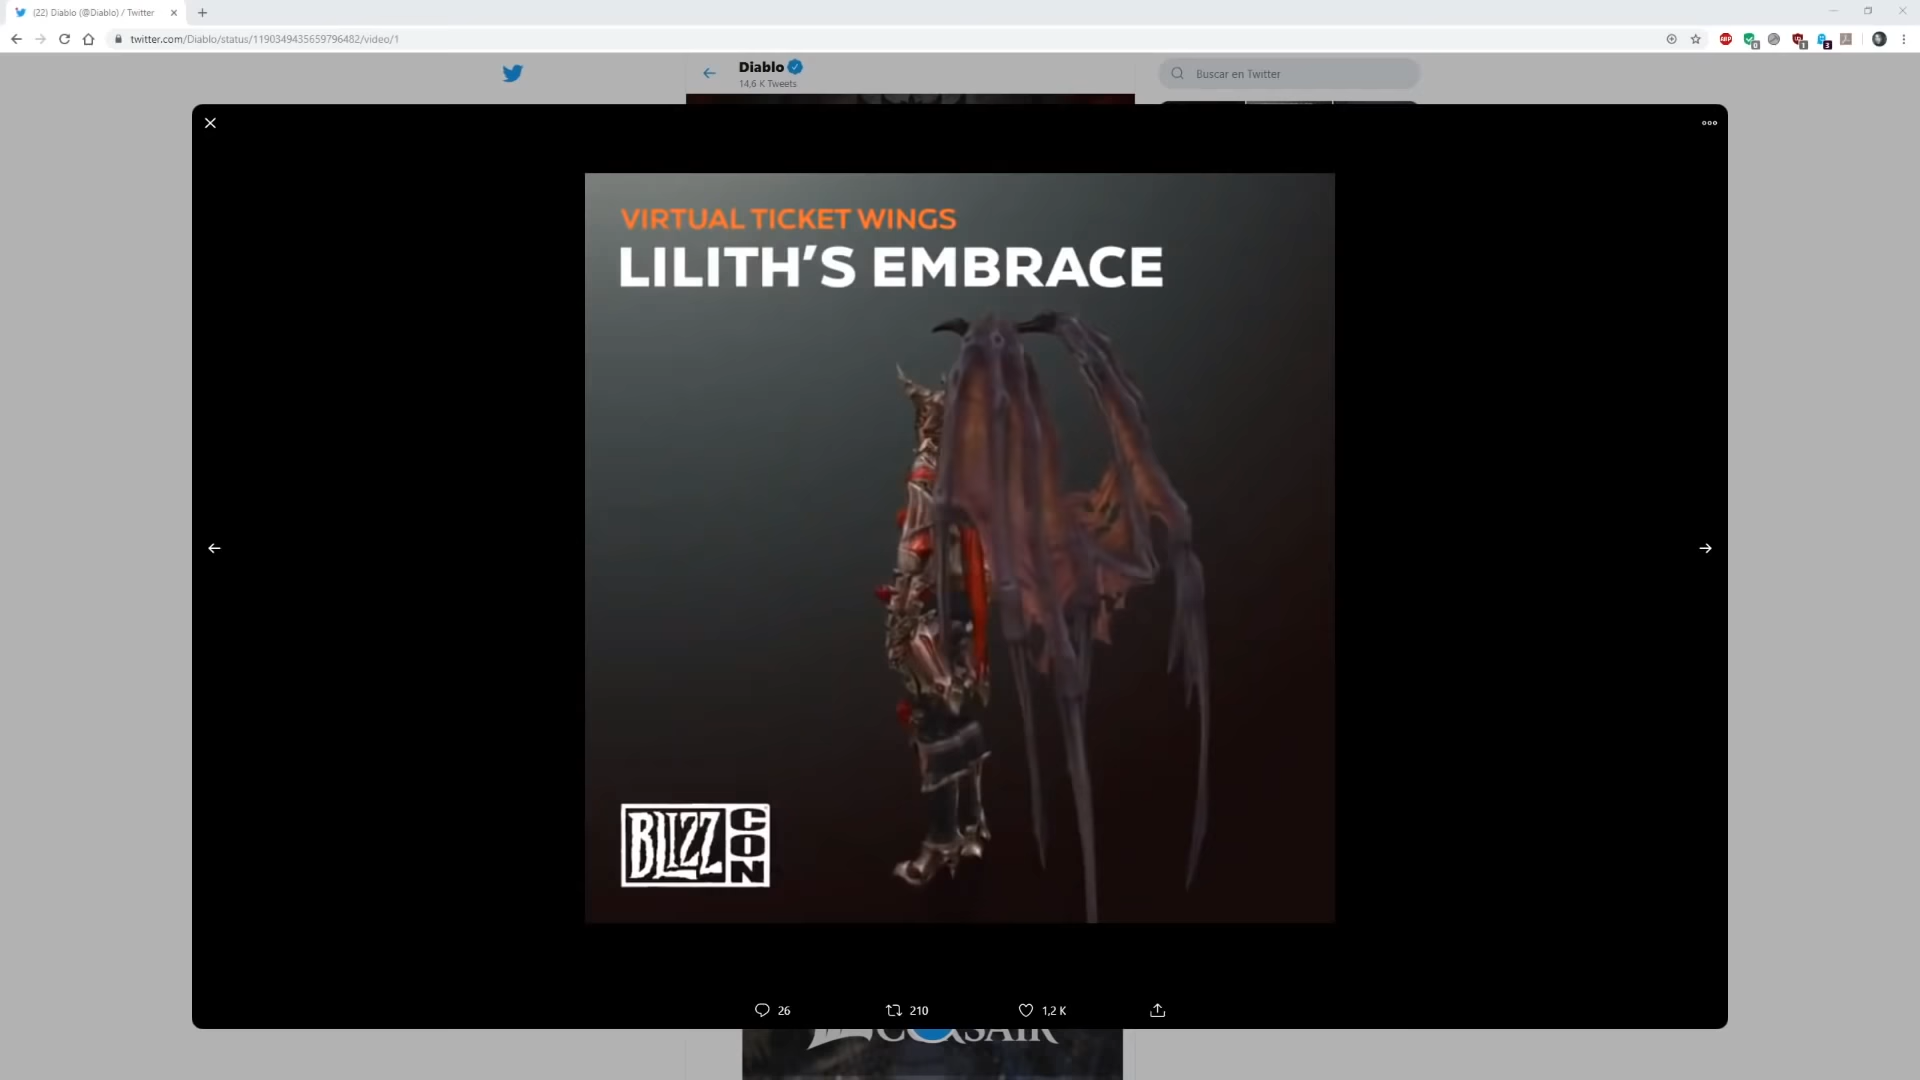 (22) Diablo (@Diablo) / Twitter
twitter.com/Diablo/status/1190349435659796482/video/1
Diablo
14,6 K Tweets
Buscar en Twitter
VIRTUAL TICKET WINGS
LILITH'S EMBRACE
BLIZZ
CON
26
210
1,2 K